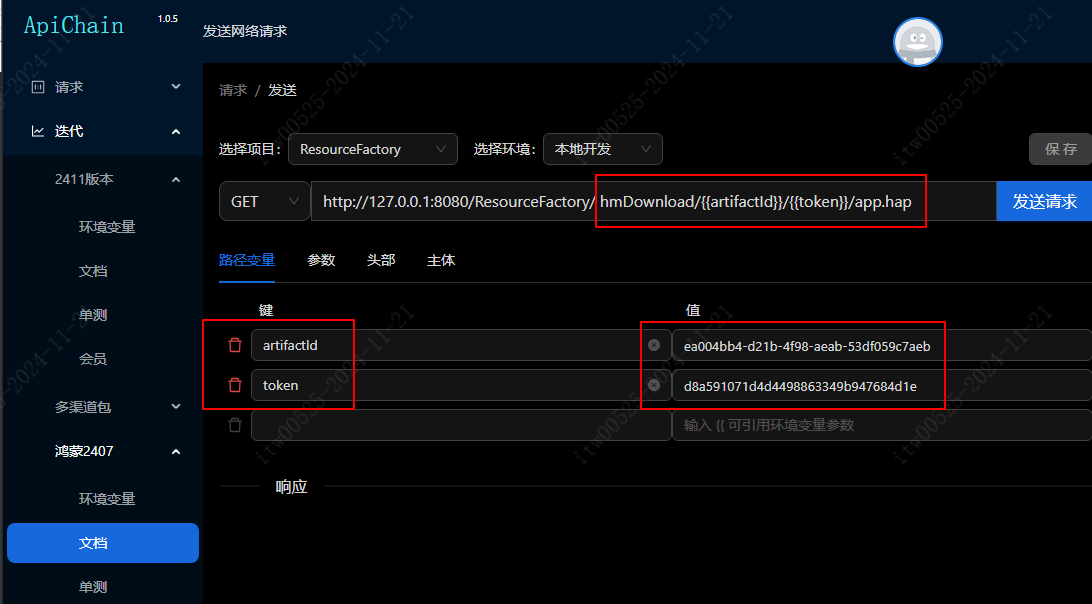 ApiChain 1.0.5
发送网络请求
请求
迭代
2411版本
环境变量
文档
单测
会员
多渠道包
鸿蒙2407
环境变量
文档
单测
请求 / 发送
选择项目: ResourceFactory 选择环境: 本地开发 保 存
GET http://127.0.0.1:8080/ResourceFactory/hmDownload/{{artifactId}}/{{token}}/app.hap 发送请求
路径变量 参数 头部 主体
键 值
artifactId ea004bb4-d21b-4f98-aeab-53df059c7aeb
token d8a591071d4d4498863349b947684d1e
输入 {{ 可引用环境变量参数
响应
itw00525-2024-11-21